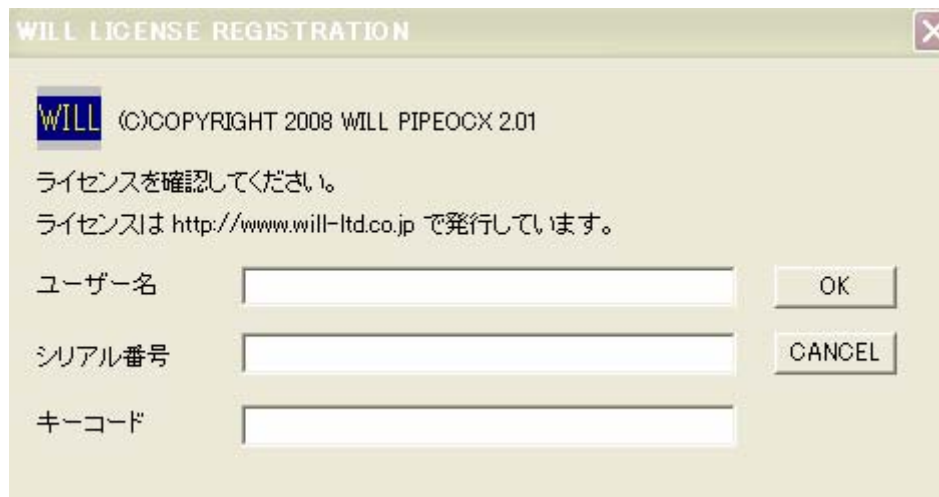 WILL LICENSE REGISTRATION
WILL (C)COPYRIGHT 2008 WILL PIPEOCX 2.01
ライセンスを確認してください。
ライセンスは http://www.will-ltd.co.jp で発行しています。
ユーザー名 OK
シリアル番号 CANCEL
キーコード